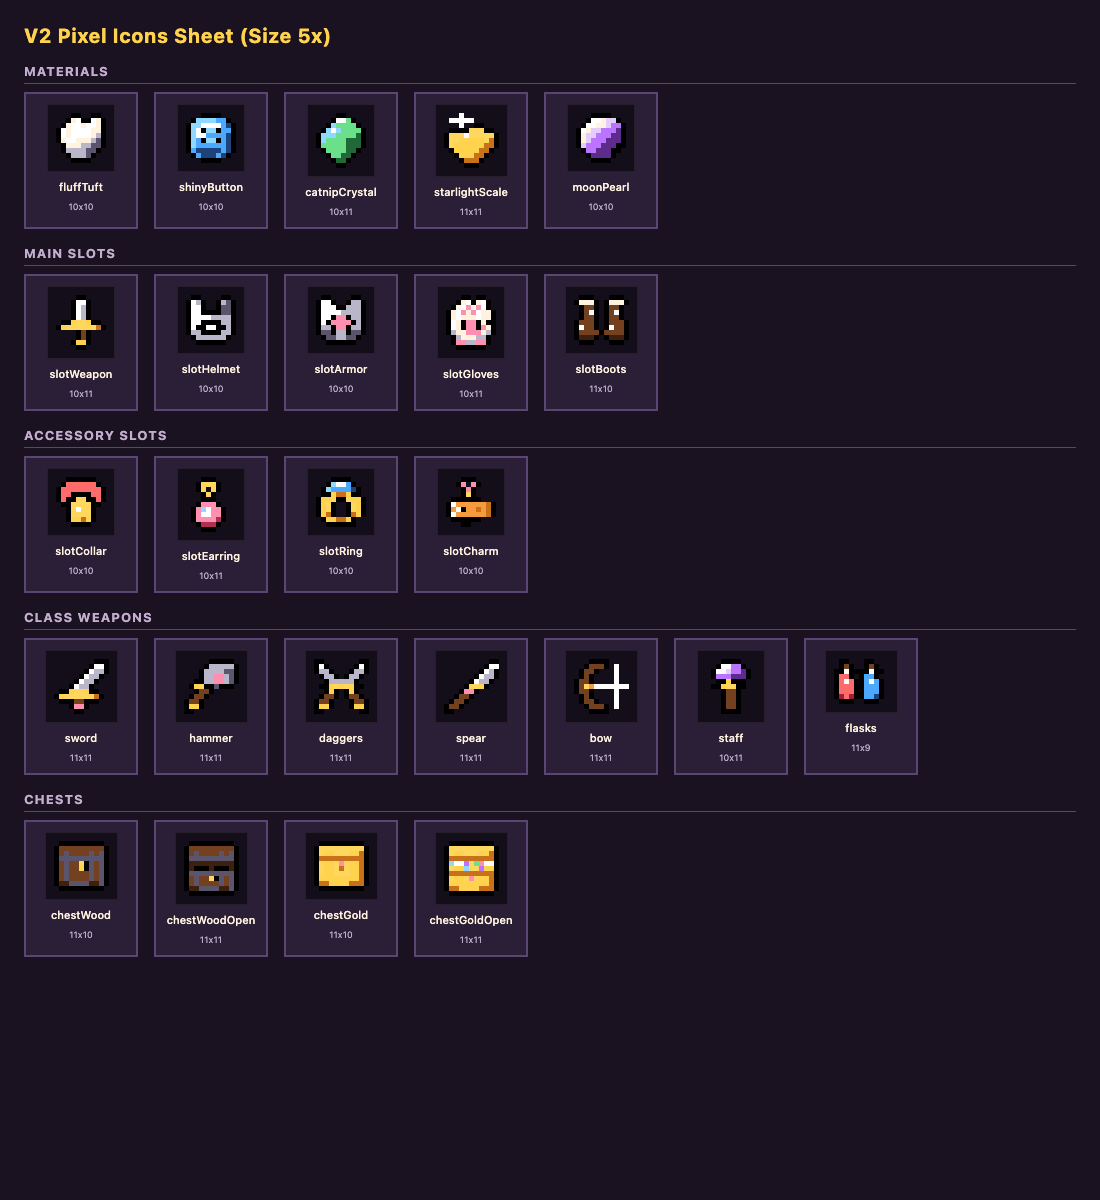 V2 Pixel Icons Sheet (Size 5x)
MATERIALS
fluffTuft
10x10
shinyButton
10x10
catnipCrystal
10x11
starlightScale
11x11
moonPearl
10x10
MAIN SLOTS
slotWeapon
10x11
slotHelmet
10x10
slotArmor
10x10
slotGloves
10x11
slotBoots
11x10
ACCESSORY SLOTS
slotCollar
10x10
slotEarring
10x11
slotRing
10x10
slotCharm
10x10
CLASS WEAPONS
sword
11x11
hammer
11x11
daggers
11x11
spear
11x11
bow
11x11
staff
10x11
flasks
11x9
CHESTS
chestWood
11x10
chestWoodOpen
11x11
chestGold
11x10
chestGoldOpen
11x11